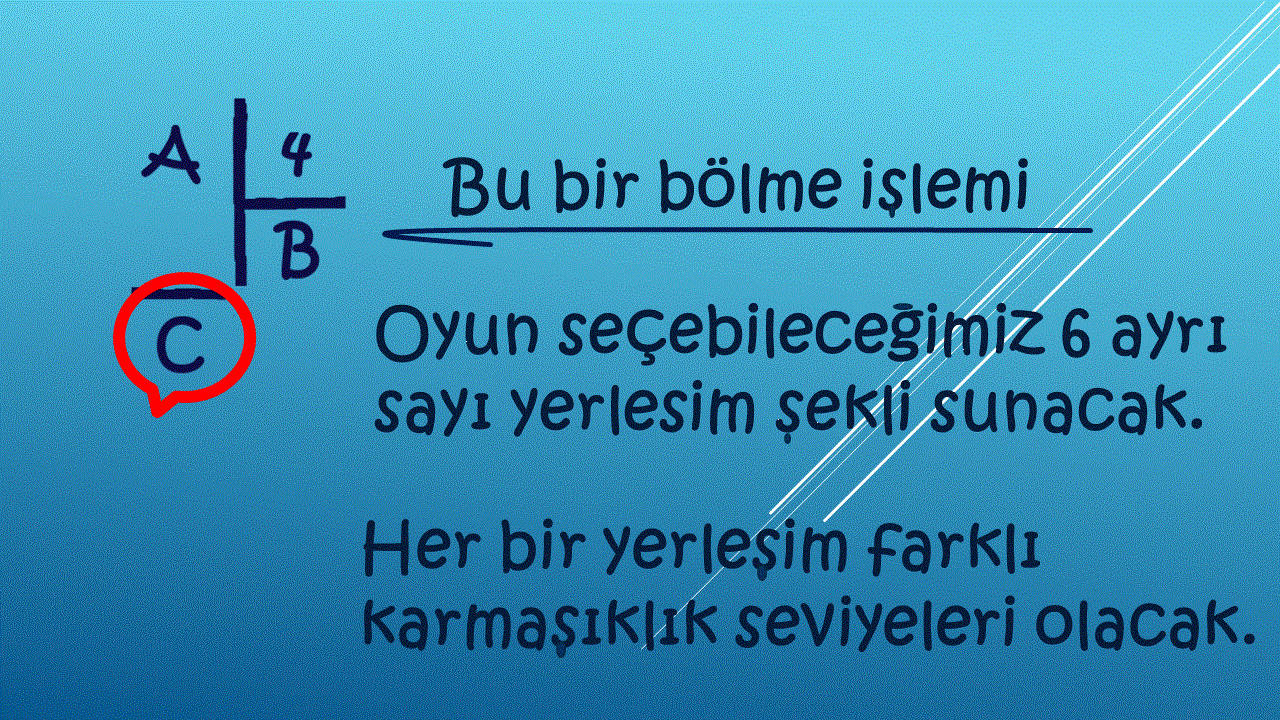 A 4
B
C
Bu bir bölme işlemi
Oyun seçebileceğimiz 6 ayrı
sayı yerlesim şekli sunacak.
Her bir yerleşim farklı
karmaşıklık seviyeleri olacak.